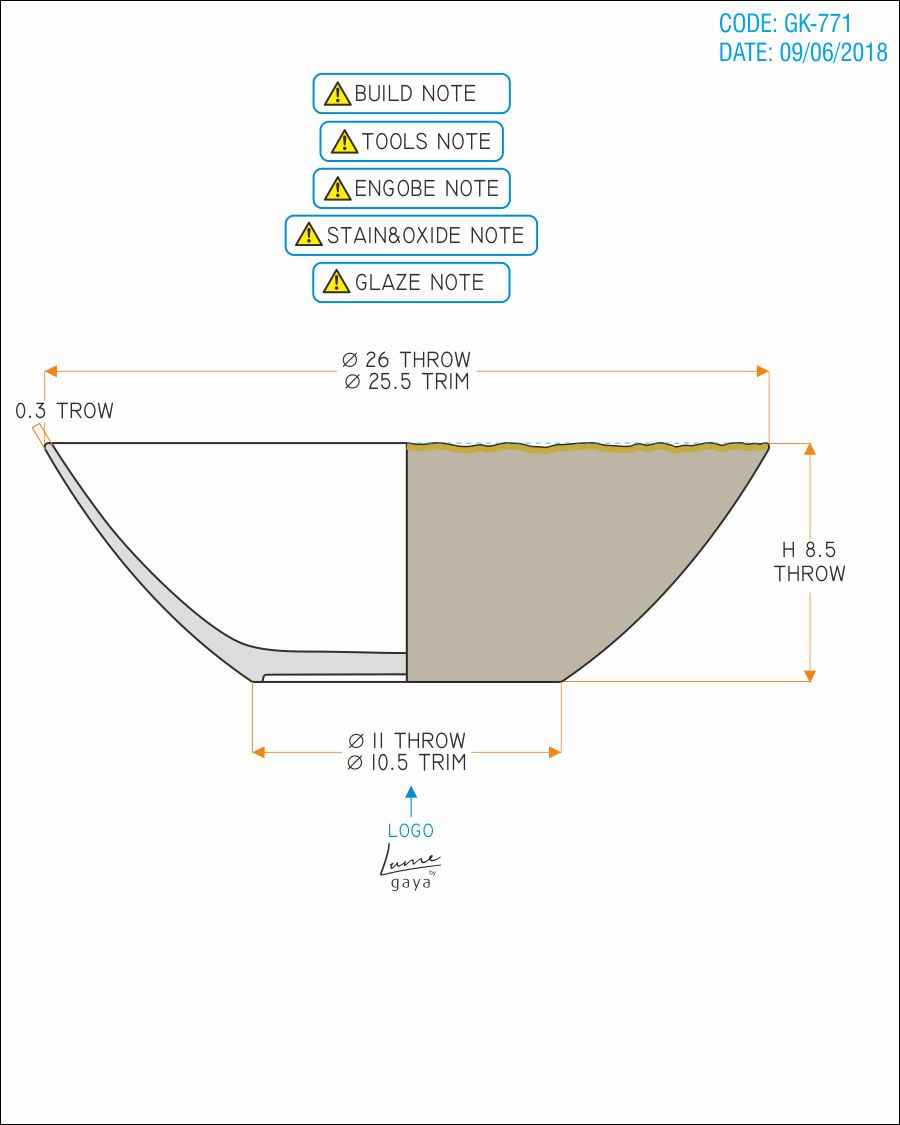 CODE: GK-771
DATE: 09/06/2018
BUILD NOTE
TOOLS NOTE
ENGOBE NOTE
STAIN&OXIDE NOTE
GLAZE NOTE
Ø 26 THROW
Ø 25.5 TRIM
0.3 TROW
H 8.5
THROW
Ø 11 THROW
Ø 10.5 TRIM
LOGO
Lume
by
gaya